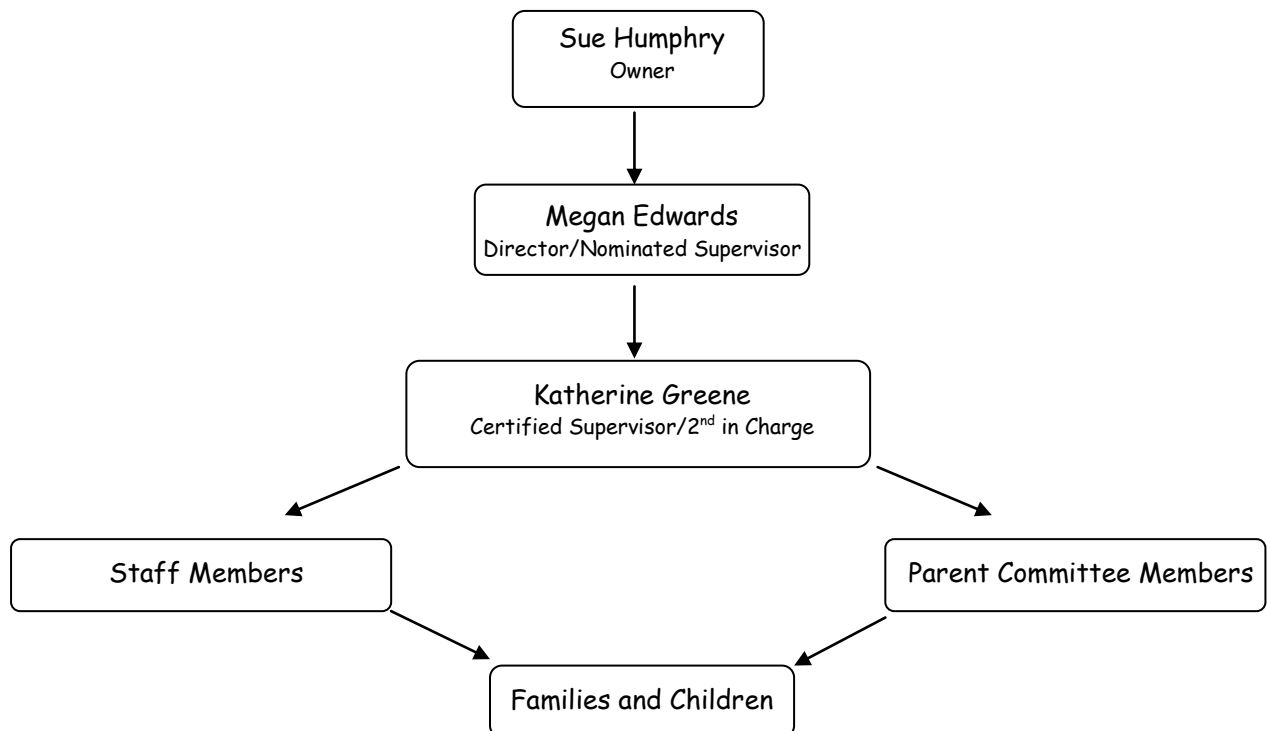 Sue Humphry
Owner
Megan Edwards
Director/Nominated Supervisor
Katherine Greene
Certified Supervisor/2nd in Charge
Staff Members
Parent Committee Members
Families and Children